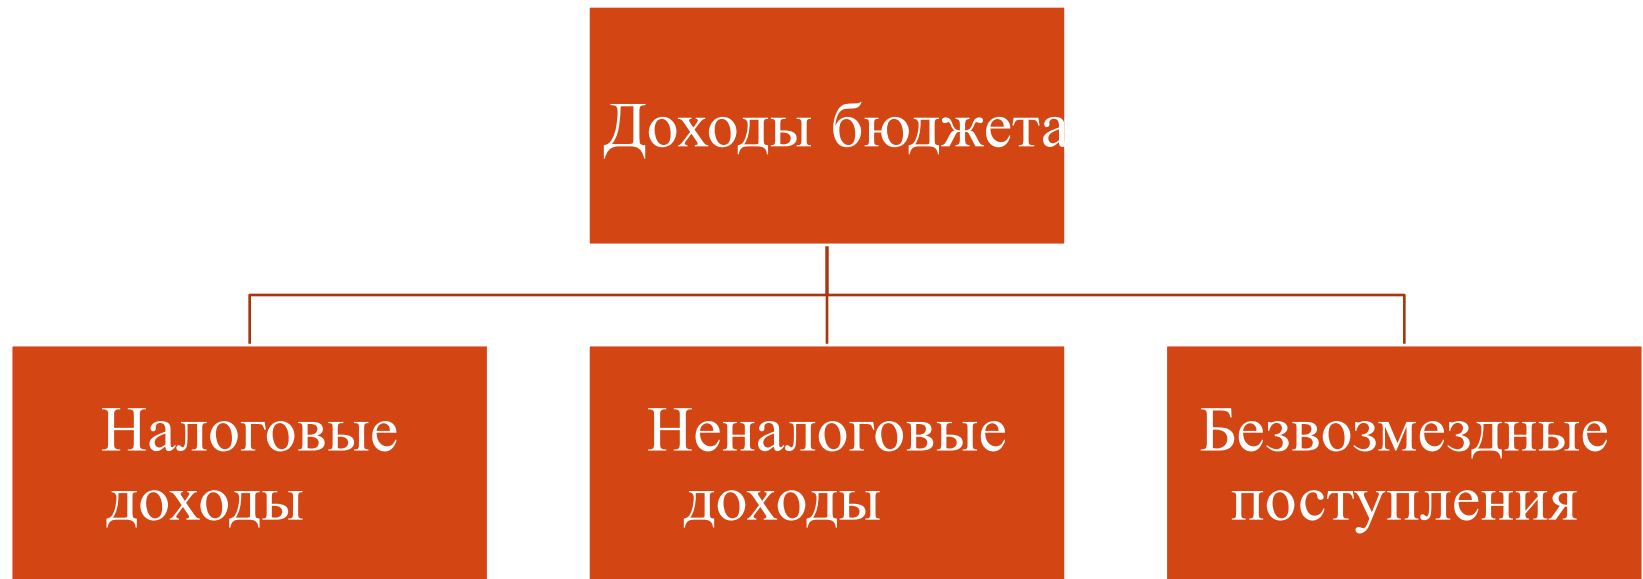 Доходы бюджета
Налоговые
доходы
Неналоговые
доходы
Безвозмездные
поступления